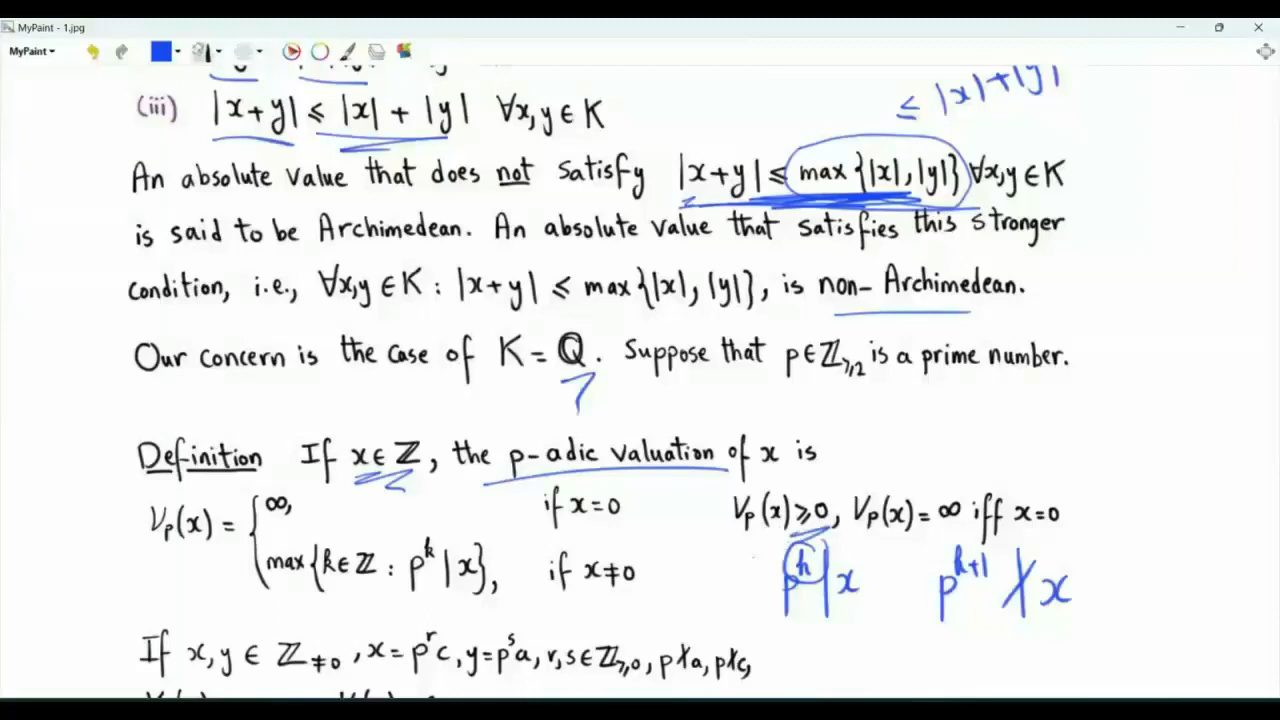 MyPaint - 1.jpg
MyPaint
(iii) |x+y| ≤ |x| + |y| ∀x,y ∈ K
≤ |x|+|y|
An absolute value that does not satisfy |x+y| ≤ max{|x|,|y|} ∀x,y ∈ K
is said to be Archimedean. An absolute value that satisfies this stronger
condition, i.e., ∀x,y ∈ K : |x+y| ≤ max{|x|,|y|}, is non-Archimedean.
Our concern is the case of K = ℚ. Suppose that p∈ℤ⩾2 is a prime number.
Definition If x∈ℤ, the p-adic valuation of x is
Vp(x) = { ∞, if x=0 Vp(x)⩾0, Vp(x)=∞ iff x=0
max{k∈ℤ : p^k | x}, if x≠0
p^k | x p^k+1 ∤ x
If x,y ∈ ℤ≠0, x = p^r c, y = p^s a, r,s∈ℤ⩾0, p∤a, p∤c,